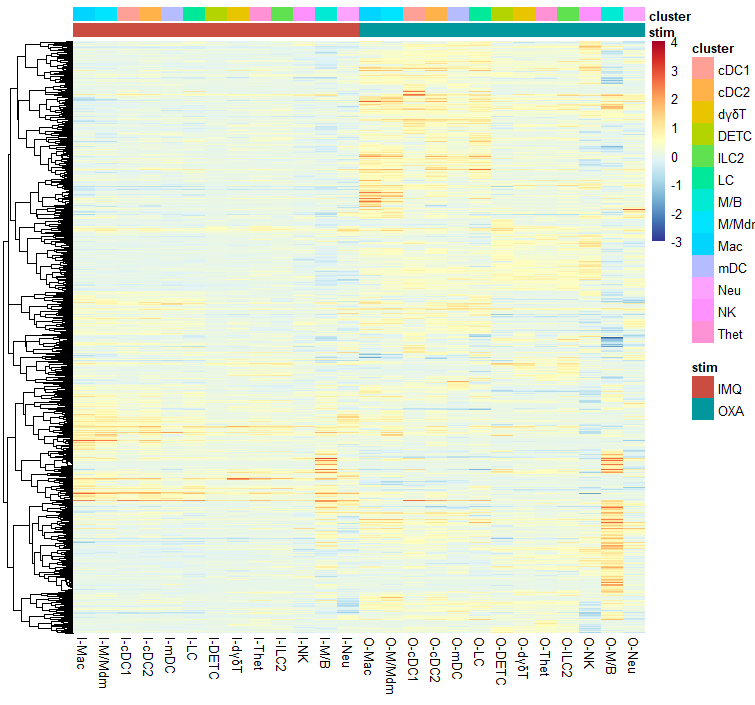 cluster
stim
4
3
2
1
0
-1
-2
-3
cluster
cDC1
cDC2
dγδT
DETC
ILC2
LC
M/B
M/Mdm
Mac
mDC
Neu
NK
Thet
stim
IMQ
OXA
I-Mac
I-M/Mdm
I-cDC1
I-cDC2
I-mDC
I-LC
I-DETC
I-dγδT
I-Thet
I-ILC2
I-NK
I-M/B
I-Neu
O-Mac
O-M/Mdm
O-cDC1
O-cDC2
O-mDC
O-LC
O-DETC
O-dγδT
O-Thet
O-ILC2
O-NK
O-M/B
O-Neu